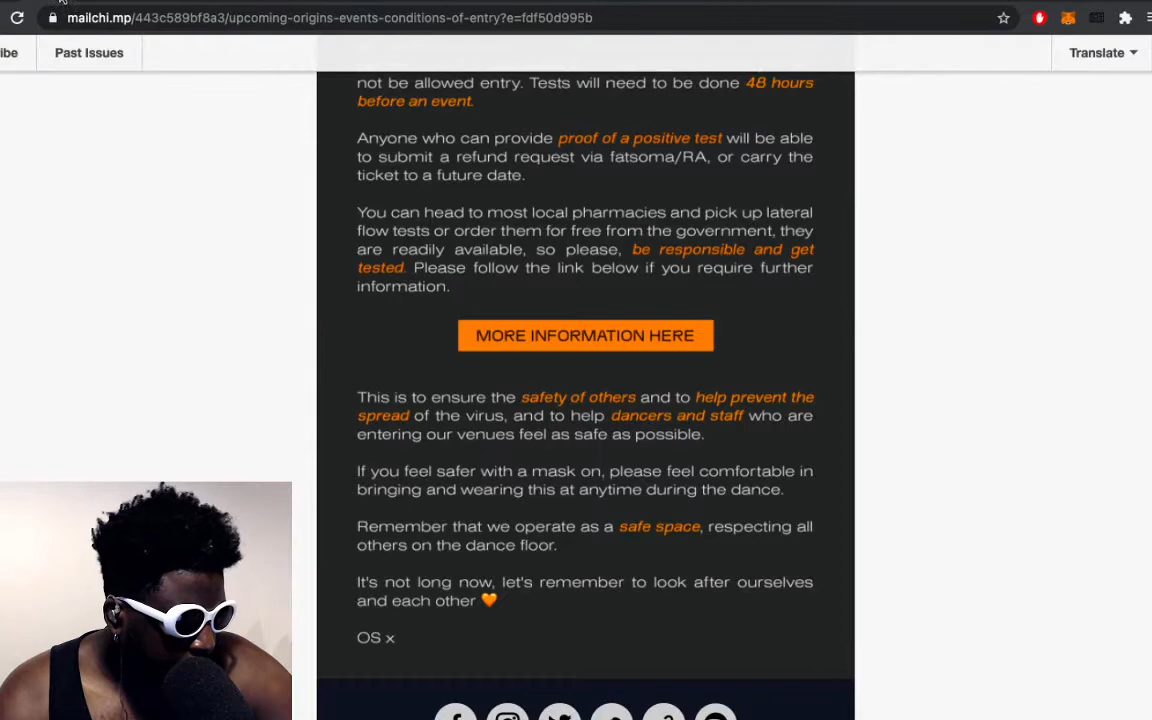 mailchi.mp/443c589bf8a3/upcoming-origins-events-conditions-of-entry?e=fdf50d995b
ibe
Past Issues
Translate
not be allowed entry. Tests will need to be done 48 hours
before an event.
Anyone who can provide proof of a positive test will be able
to submit a refund request via fatsoma/RA, or carry the
ticket to a future date.
You can head to most local pharmacies and pick up lateral
flow tests or order them for free from the government, they
are readily available, so please, be responsible and get
tested. Please follow the link below if you require further
information.
MORE INFORMATION HERE
This is to ensure the safety of others and to help prevent the
spread of the virus, and to help dancers and staff who are
entering our venues feel as safe as possible.
If you feel safer with a mask on, please feel comfortable in
bringing and wearing this at anytime during the dance.
Remember that we operate as a safe space, respecting all
others on the dance floor.
It's not long now, let's remember to look after ourselves
and each other 🧡
OS x